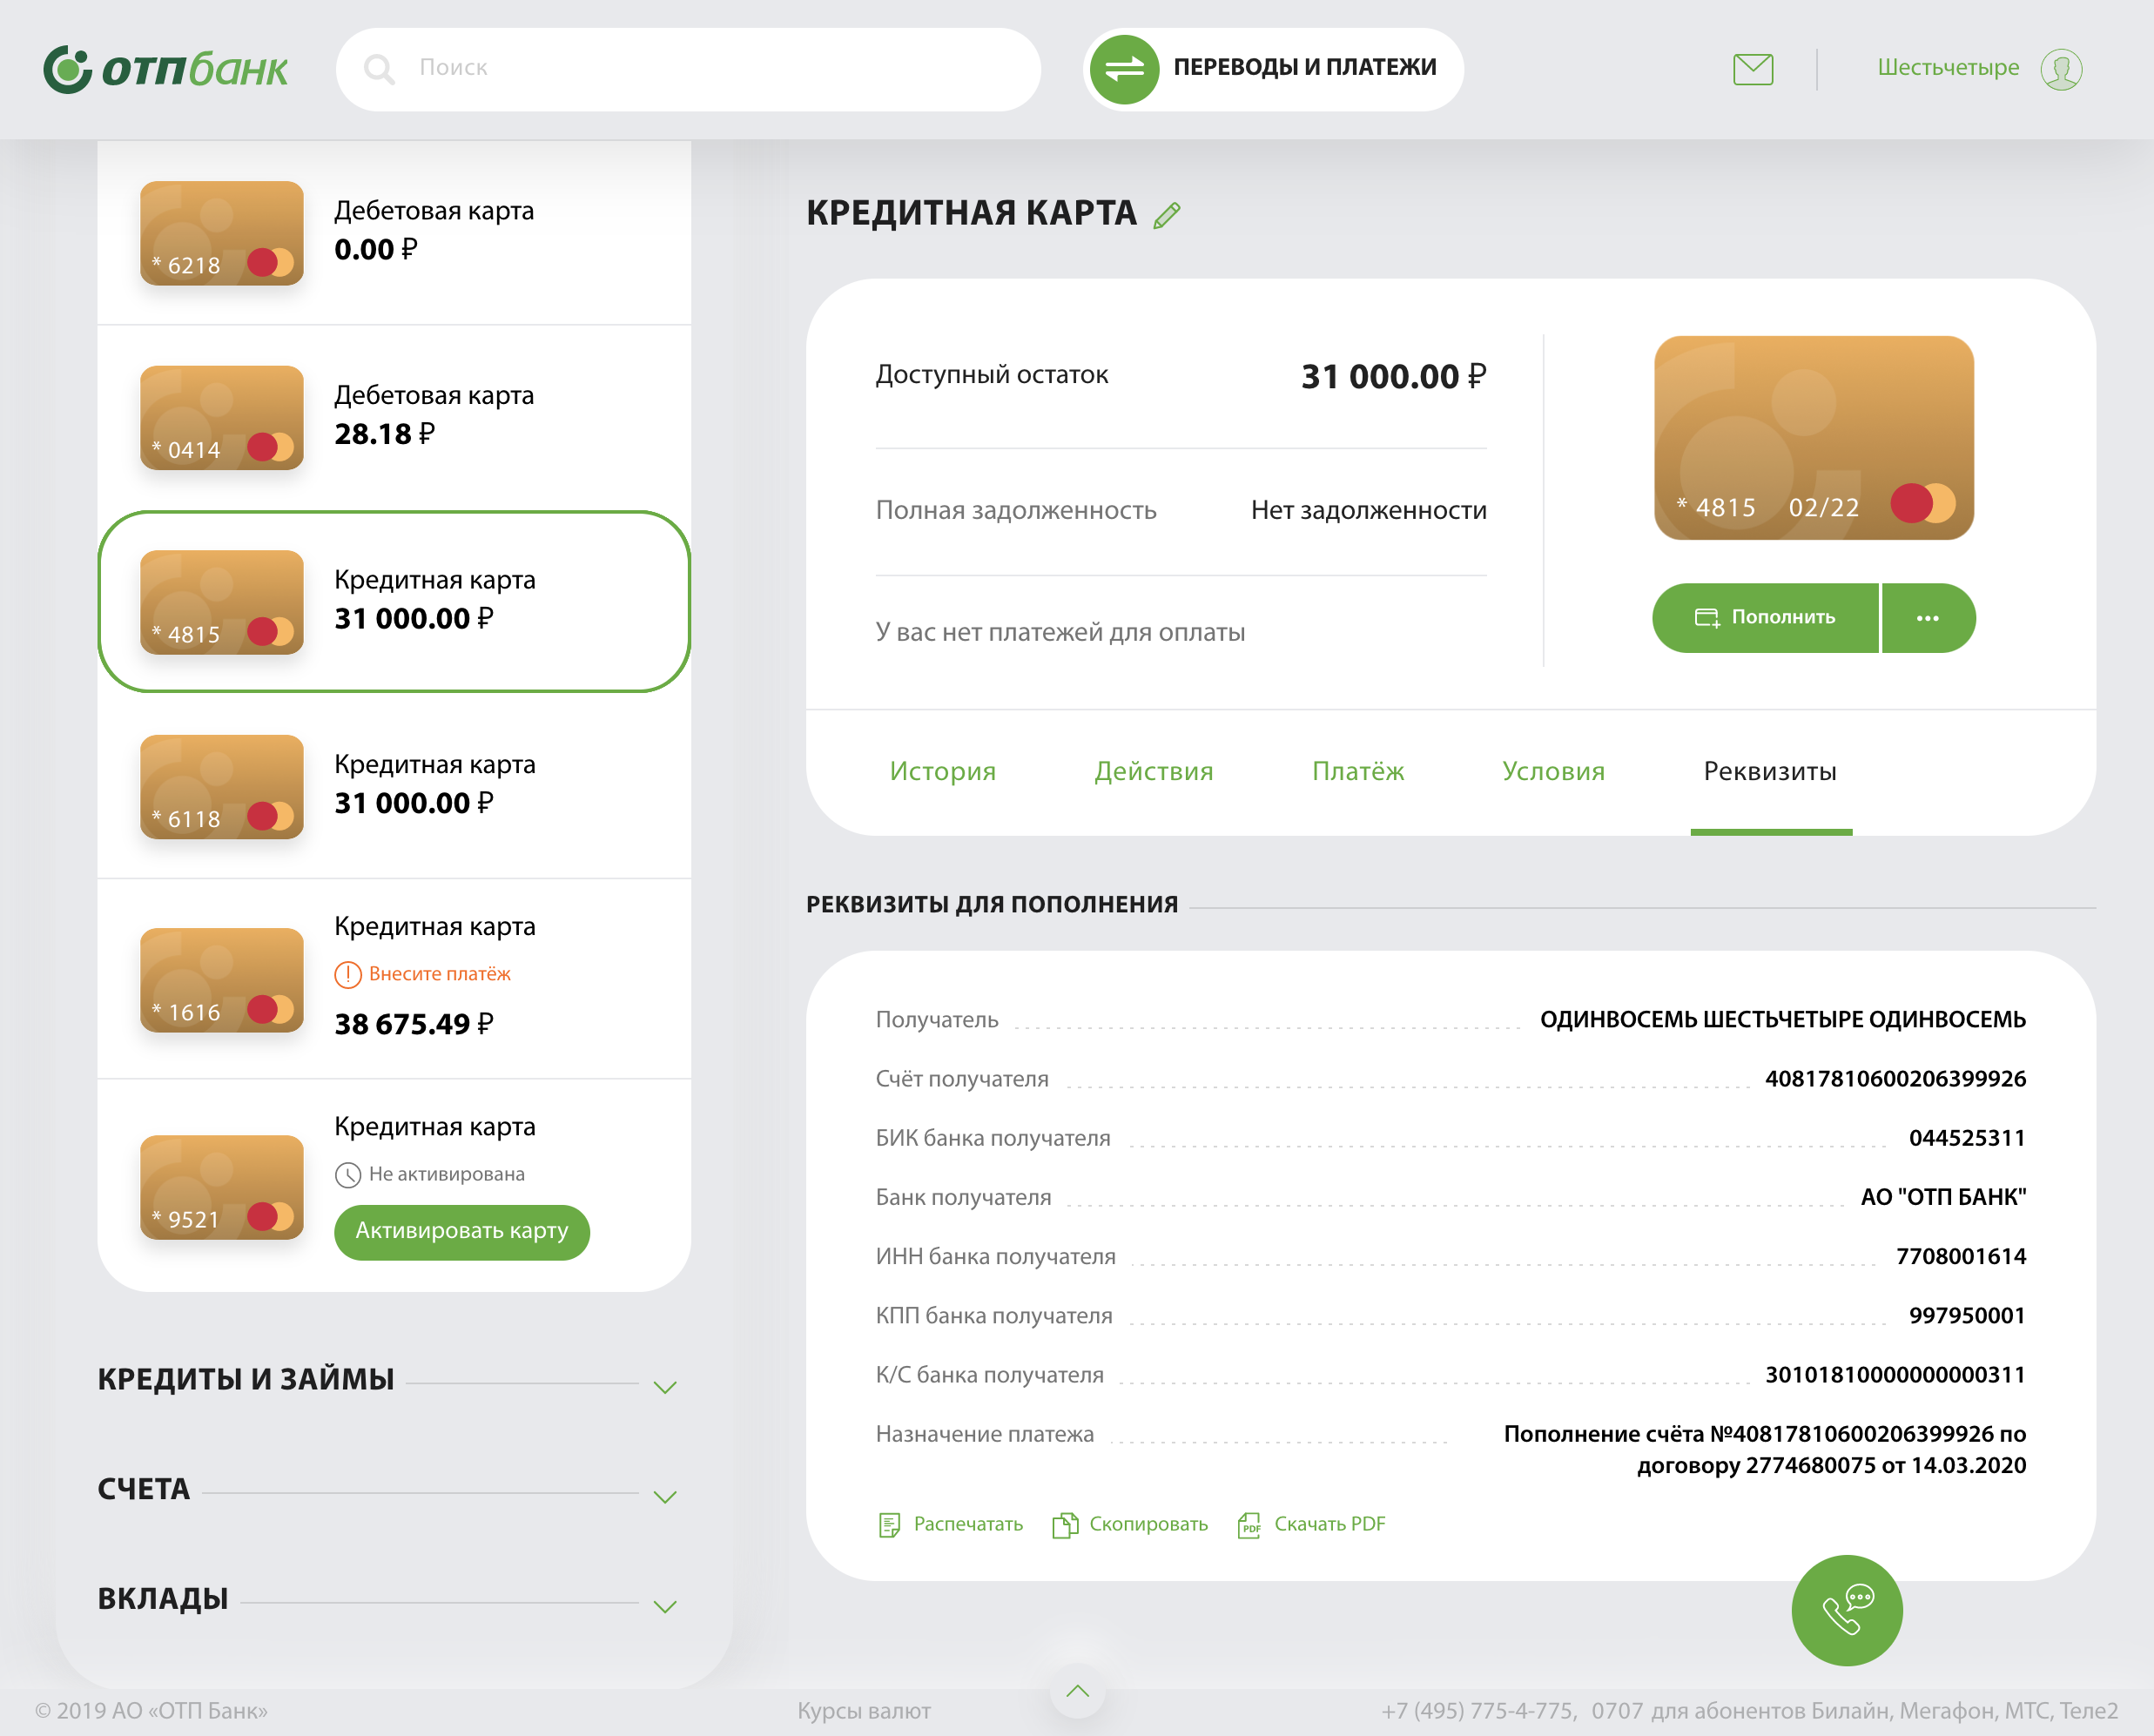 ОТПбанк
Поиск
ПЕРЕВОДЫ И ПЛАТЕЖИ
Шестьчетыре
* 6218
Дебетовая карта
0.00 ₽
* 0414
Дебетовая карта
28.18 ₽
* 4815
Кредитная карта
31 000.00 ₽
* 6118
Кредитная карта
31 000.00 ₽
* 1616
Кредитная карта
Внесите платёж
38 675.49 ₽
* 9521
Кредитная карта
Не активирована
Активировать карту
КРЕДИТЫ И ЗАЙМЫ
СЧЕТА
ВКЛАДЫ
КРЕДИТНАЯ КАРТА
Доступный остаток 31 000.00 ₽
Полная задолженность Нет задолженности
У вас нет платежей для оплаты
* 4815 02/22
Пополнить
История Действия Платёж Условия Реквизиты
РЕКВИЗИТЫ ДЛЯ ПОПОЛНЕНИЯ
Получатель ОДИНВОСЕМЬ ШЕСТЬЧЕТЫРЕ ОДИНВОСЕМЬ
Счёт получателя 40817810600206399926
БИК банка получателя 044525311
Банк получателя АО "ОТП БАНК"
ИНН банка получателя 7708001614
КПП банка получателя 997950001
К/С банка получателя 30101810000000000311
Назначение платежа Пополнение счёта №40817810600206399926 по
договору 2774680075 от 14.03.2020
Распечатать Скопировать PDF Скачать PDF
© 2019 АО «ОТП Банк» Курсы валют +7 (495) 775-4-775, 0707 для абонентов Билайн, Мегафон, МТС, Теле2